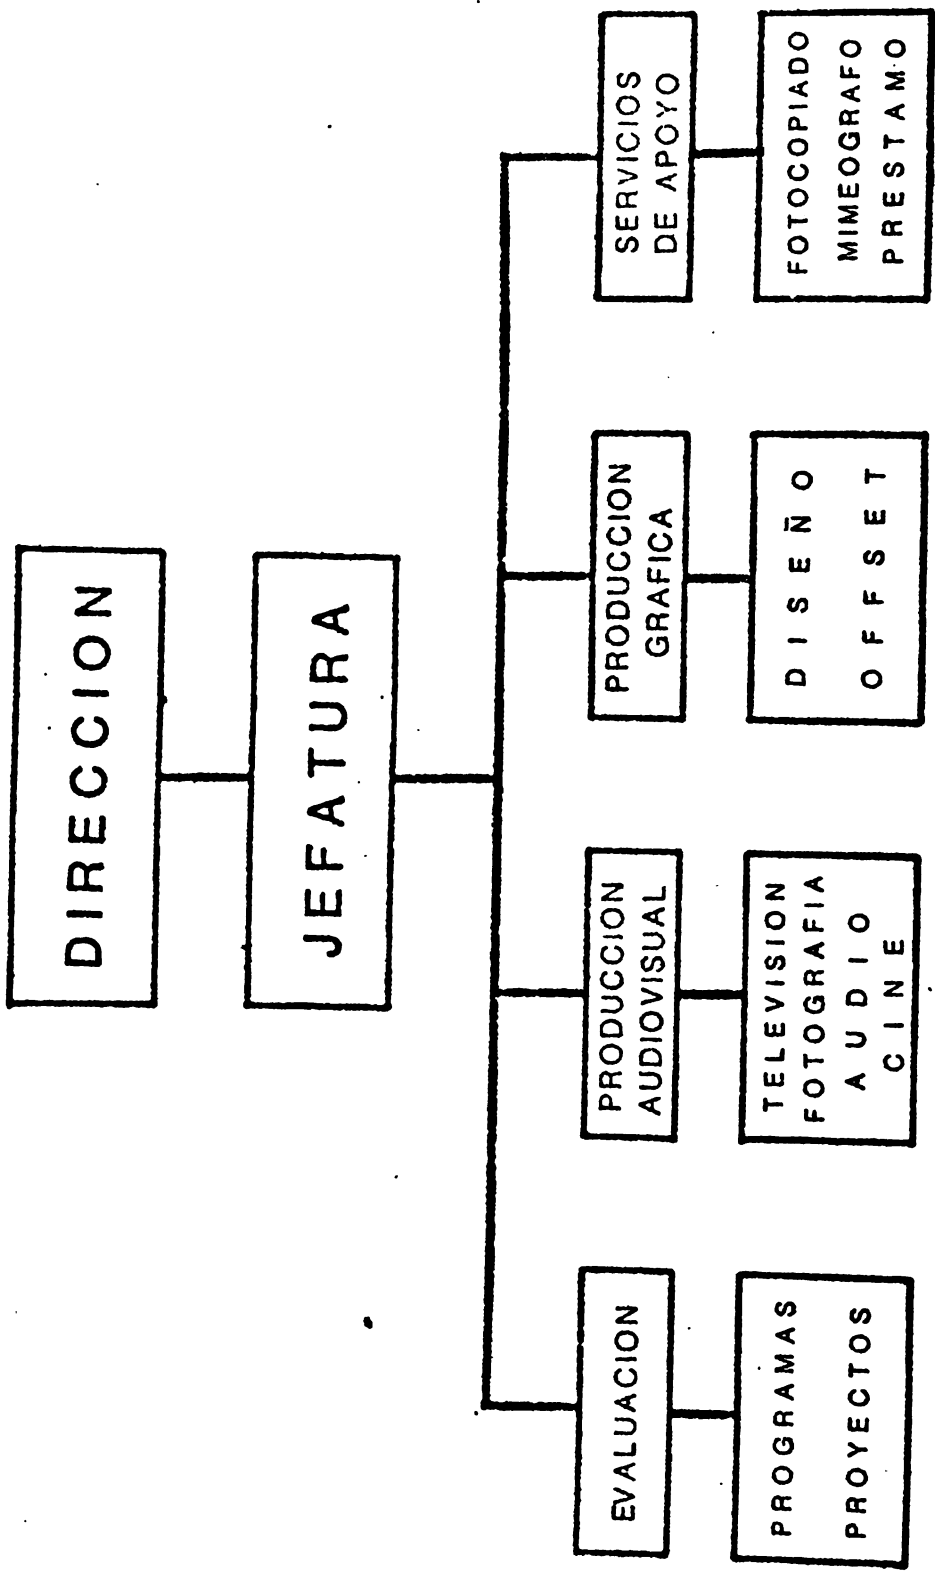 DIRECCION
JEFATURA
EVALUACION
PROGRAMAS
PROYECTOS
PRODUCCION
AUDIOVISUAL
TELEVISION
FOTOGRAFIA
AUDIO
CINE
PRODUCCION
GRAFICA
DISEÑO
OFFSET
SERVICIOS
DE APOYO
FOTOCOPIADO
MIMEOGRAFO
PRESTAMO